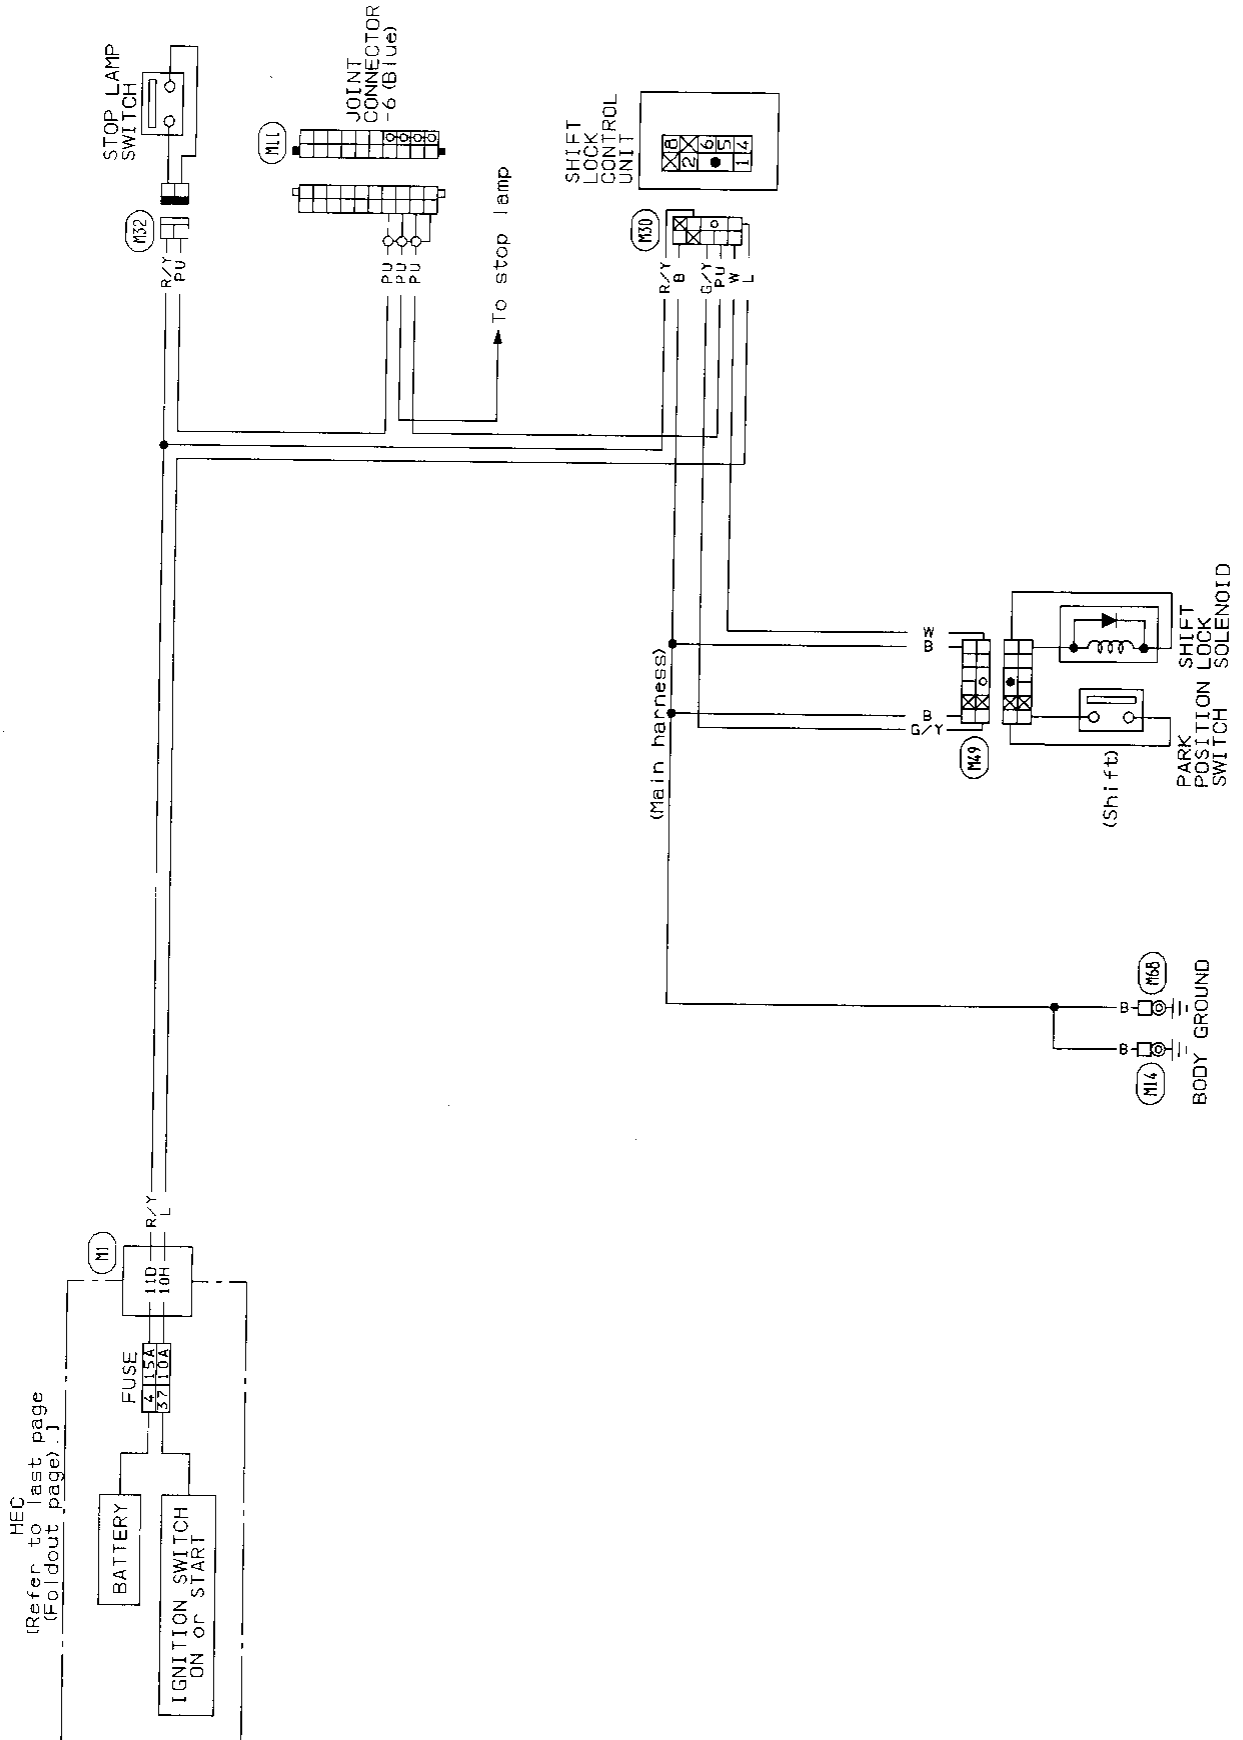 HEC
[Refer to last page
(Foldout page).]
BATTERY
IGNITION SWITCH
ON or START
FUSE
4 15A
37 10A
M1
11D
10H
R/Y
L
STOP LAMP
SWITCH
M32
R/Y
PU
JOINT
CONNECTOR
-6 (Blue)
M11
PU
PU
PU
To stop lamp
SHIFT
LOCK
CONTROL
UNIT
8 6 5 4
2 1
M30
R/Y
B
G/Y
PU
W
L
(Main harness)
W
B
B
G/Y
M49
SHIFT
LOCK
SOLENOID
PARK
POSITION
SWITCH
(Shift)
M68
B
B
M14
BODY GROUND